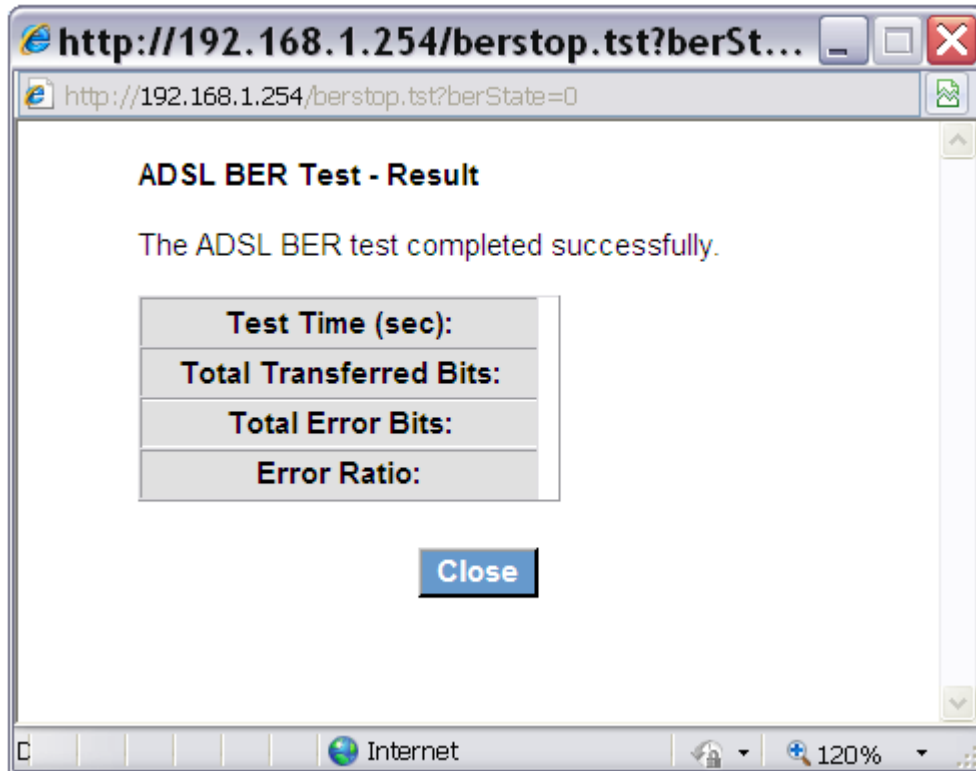 http://192.168.1.254/berstop.tst?berSt...
http://192.168.1.254/berstop.tst?berState=0
ADSL BER Test - Result
The ADSL BER test completed successfully.
Test Time (sec):
Total Transferred Bits:
Total Error Bits:
Error Ratio:
Close
D
Internet
120%